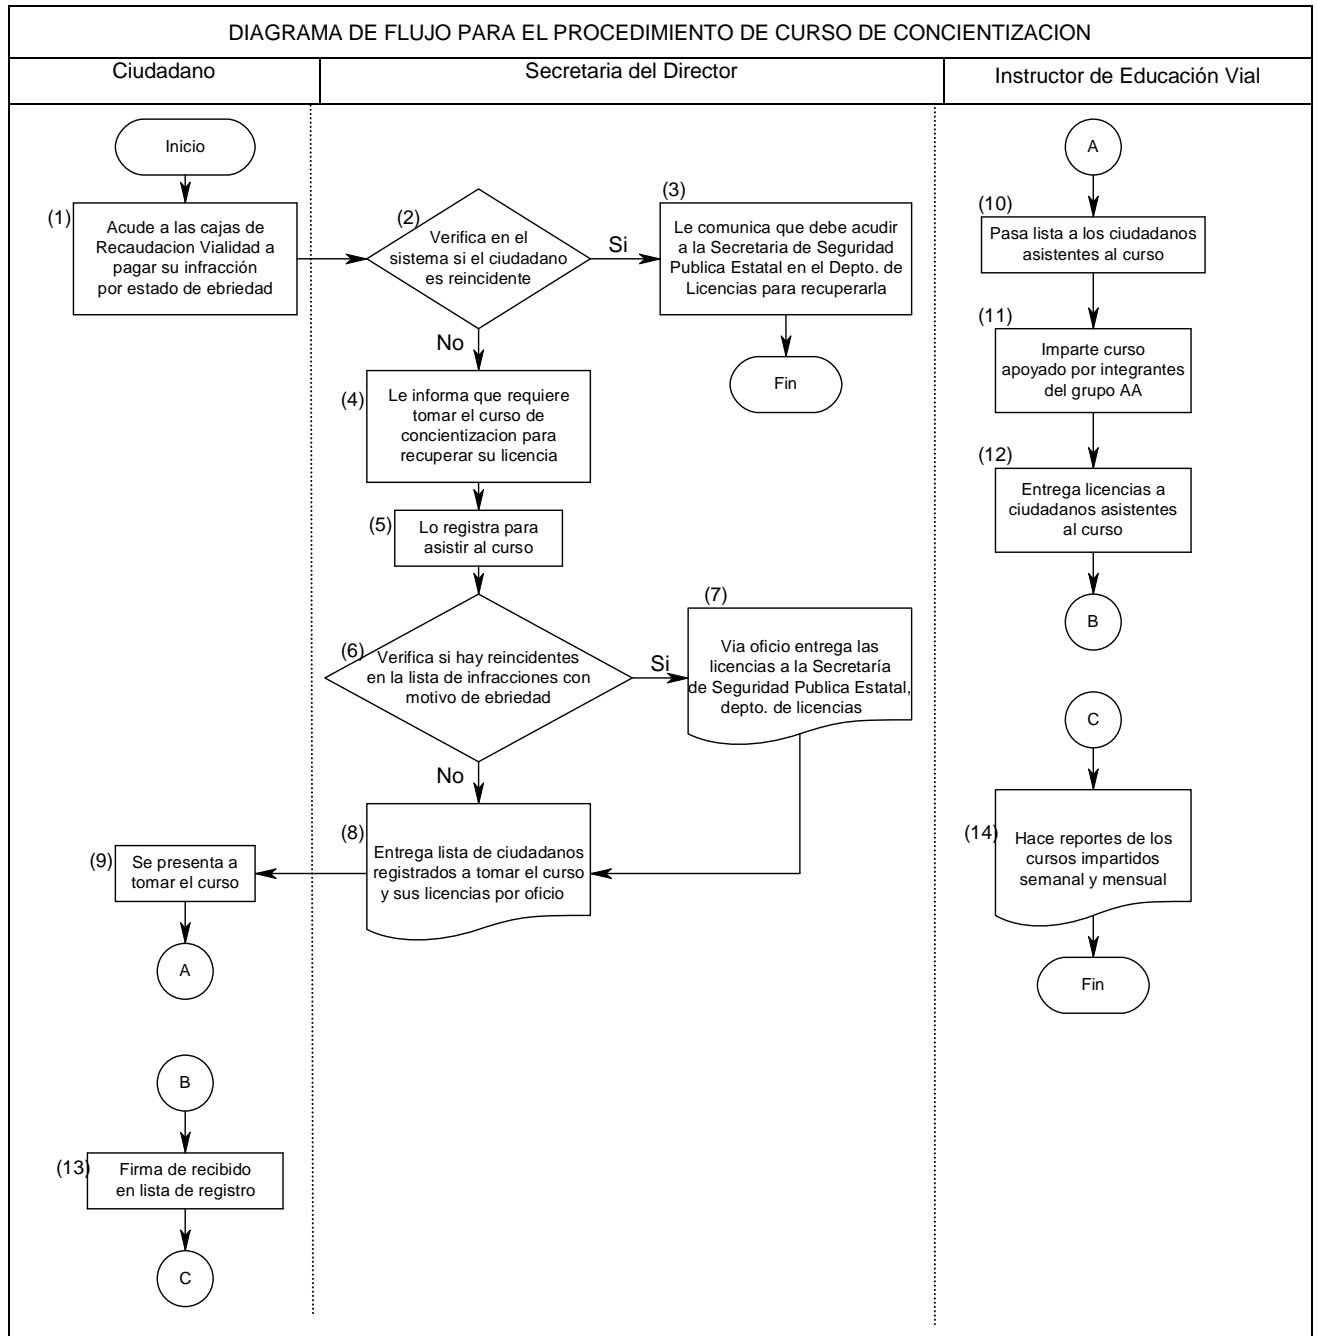 DIAGRAMA DE FLUJO PARA EL PROCEDIMIENTO DE CURSO DE CONCIENTIZACION
Ciudadano
Secretaria del Director
Instructor de Educación Vial
Inicio
(1)
Acude a las cajas de
Recaudacion Vialidad a
pagar su infracción
por estado de ebriedad
(2)
Verifica en el
sistema si el ciudadano
es reincidente
Si
(3)
Le comunica que debe acudir
a la Secretaria de Seguridad
Publica Estatal en el Depto. de
Licencias para recuperarla
Fin
No
(4)
Le informa que requiere
tomar el curso de
concientizacion para
recuperar su licencia
(5)
Lo registra para
asistir al curso
(6)
Verifica si hay reincidentes
en la lista de infracciones con
motivo de ebriedad
Si
(7)
Via oficio entrega las
licencias a la Secretaría
de Seguridad Publica Estatal,
depto. de licencias
No
(8)
Entrega lista de ciudadanos
registrados a tomar el curso
y sus licencias por oficio
(9)
Se presenta a
tomar el curso
A
B
(13)
Firma de recibido
en lista de registro
C
A
(10)
Pasa lista a los ciudadanos
asistentes al curso
(11)
Imparte curso
apoyado por integrantes
del grupo AA
(12)
Entrega licencias a
ciudadanos asistentes
al curso
B
C
(14)
Hace reportes de los
cursos impartidos
semanal y mensual
Fin